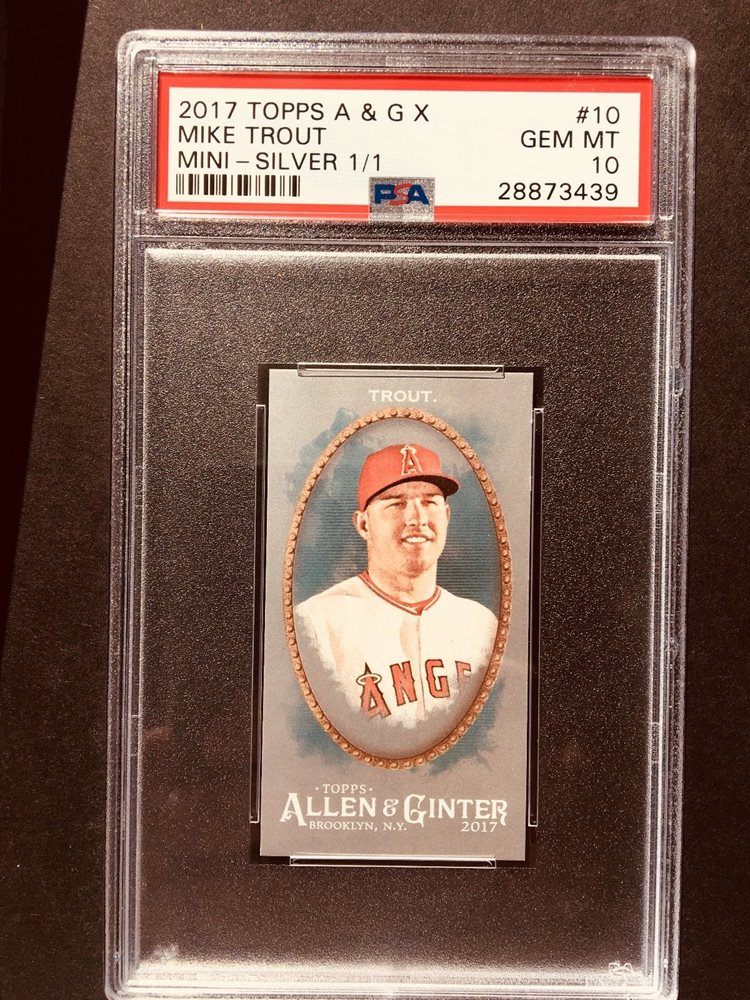 2017 TOPPS A & G X #10
MIKE TROUT GEM MT
MINI – SILVER 1/1 10
PSA 28873439
TROUT.
A
ANGE
· TOPPS ·
ALLEN & GINTER
BROOKLYN, N.Y. 2017